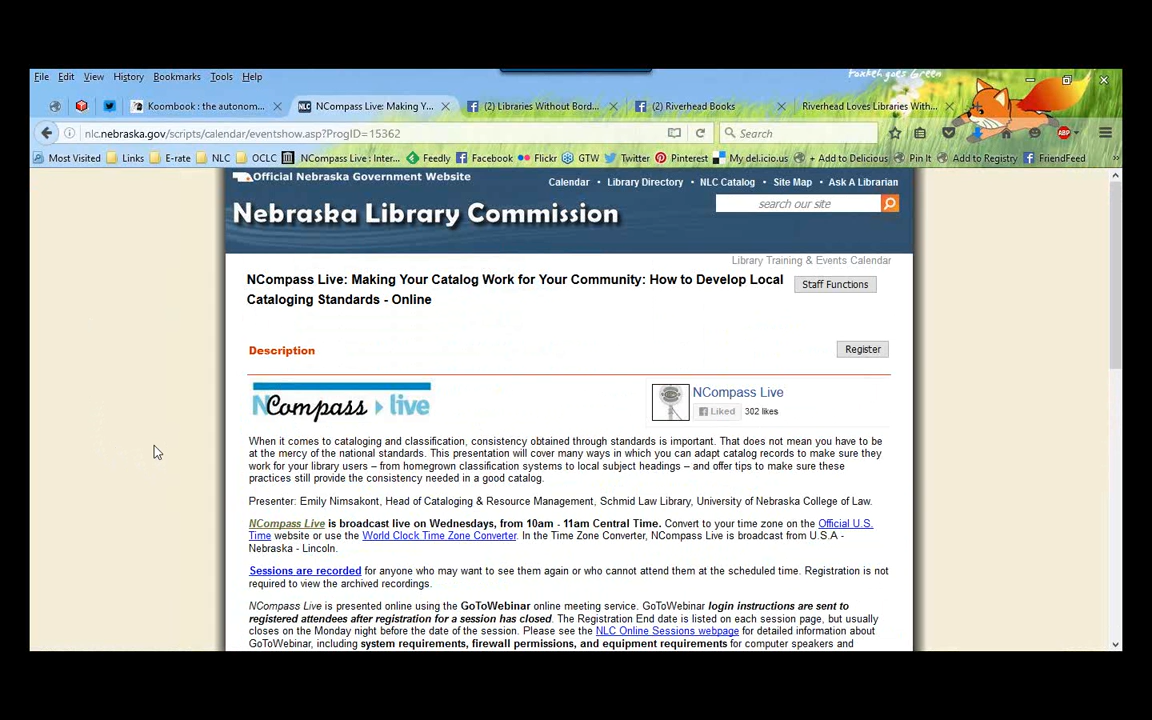 Foxkeh goes Green
File Edit View History Bookmarks Tools Help
Koombook : the autonom... NLC NCompass Live: Making Y... (2) Libraries Without Bord... (2) Riverhead Books Riverhead Loves Libraries With...
nlc.nebraska.gov/scripts/calendar/eventshow.asp?ProgID=15362 Search ABP
Most Visited Links E-rate NLC OCLC NCompass Live : Inter... Feedly Facebook Flickr GTW Twitter Pinterest My del.icio.us + Add to Delicious Pin It Add to Registry FriendFeed »
Official Nebraska Government Website
Calendar • Library Directory • NLC Catalog • Site Map • Ask A Librarian
Nebraska Library Commission
search our site
Library Training & Events Calendar
NCompass Live: Making Your Catalog Work for Your Community: How to Develop Local
Cataloging Standards - Online
Staff Functions
Description
Register
NCompass live
NCompass Live
Liked 302 likes
When it comes to cataloging and classification, consistency obtained through standards is important. That does not mean you have to be
at the mercy of the national standards. This presentation will cover many ways in which you can adapt catalog records to make sure they
work for your library users – from homegrown classification systems to local subject headings – and offer tips to make sure these
practices still provide the consistency needed in a good catalog.
Presenter: Emily Nimsakont, Head of Cataloging & Resource Management, Schmid Law Library, University of Nebraska College of Law.
NCompass Live is broadcast live on Wednesdays, from 10am - 11am Central Time. Convert to your time zone on the Official U.S.
Time website or use the World Clock Time Zone Converter. In the Time Zone Converter, NCompass Live is broadcast from U.S.A -
Nebraska - Lincoln.
Sessions are recorded for anyone who may want to see them again or who cannot attend them at the scheduled time. Registration is not
required to view the archived recordings.
NCompass Live is presented online using the GoToWebinar online meeting service. GoToWebinar login instructions are sent to
registered attendees after registration for a session has closed. The Registration End date is listed on each session page, but usually
closes on the Monday night before the date of the session. Please see the NLC Online Sessions webpage for detailed information about
GoToWebinar, including system requirements, firewall permissions, and equipment requirements for computer speakers and